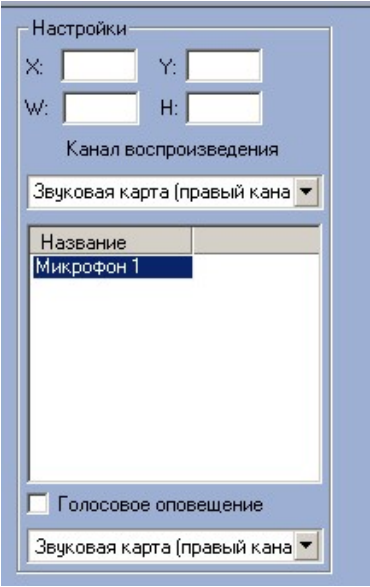 Настройки
X: Y:
W: H:
Канал воспроизведения
Звуковая карта (правый кана
Название
Микрофон 1
Голосовое оповещение
Звуковая карта (правый кана